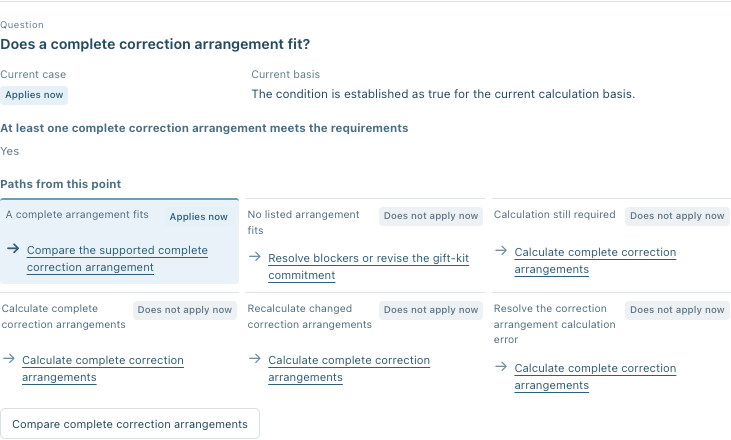 Question
Does a complete correction arrangement fit?
Current case
Applies now
Current basis
The condition is established as true for the current calculation basis.
At least one complete correction arrangement meets the requirements
Yes
Paths from this point
A complete arrangement fits
Applies now
→ Compare the supported complete
correction arrangement
No listed arrangement
fits
Does not apply now
→ Resolve blockers or revise the gift-kit
commitment
Calculation still required
Does not apply now
→ Calculate complete correction
arrangements
Calculate complete
correction arrangements
Does not apply now
→ Calculate complete correction
arrangements
Recalculate changed
correction arrangements
Does not apply now
→ Calculate complete correction
arrangements
Resolve the correction
arrangement calculation
error
Does not apply now
→ Calculate complete correction
arrangements
Compare complete correction arrangements